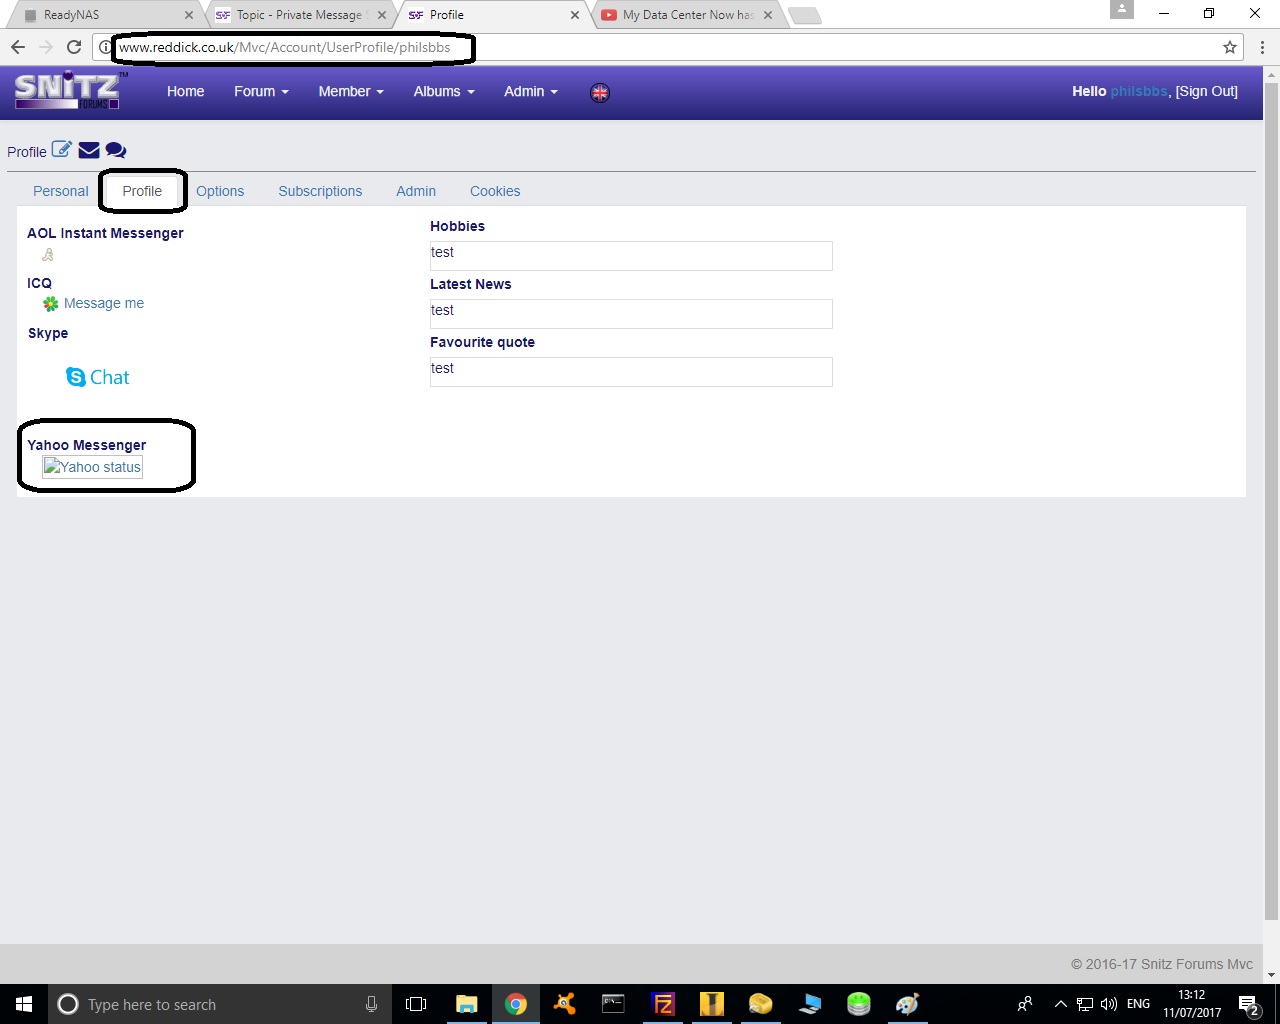 ReadyNAS
Topic - Private Message
Profile
My Data Center Now has
www.reddick.co.uk/Mvc/Account/UserProfile/philsbbs
SNiTZ™
FORUMS
Home
Forum
Member
Albums
Admin
Hello philsbbs, [Sign Out]
Profile
Personal
Profile
Options
Subscriptions
Admin
Cookies
AOL Instant Messenger
ICQ
Message me
Skype
Chat
Yahoo Messenger
Yahoo status
Hobbies
test
Latest News
test
Favourite quote
test
© 2016-17 Snitz Forums Mvc
Type here to search
ENG
13:12
11/07/2017
2